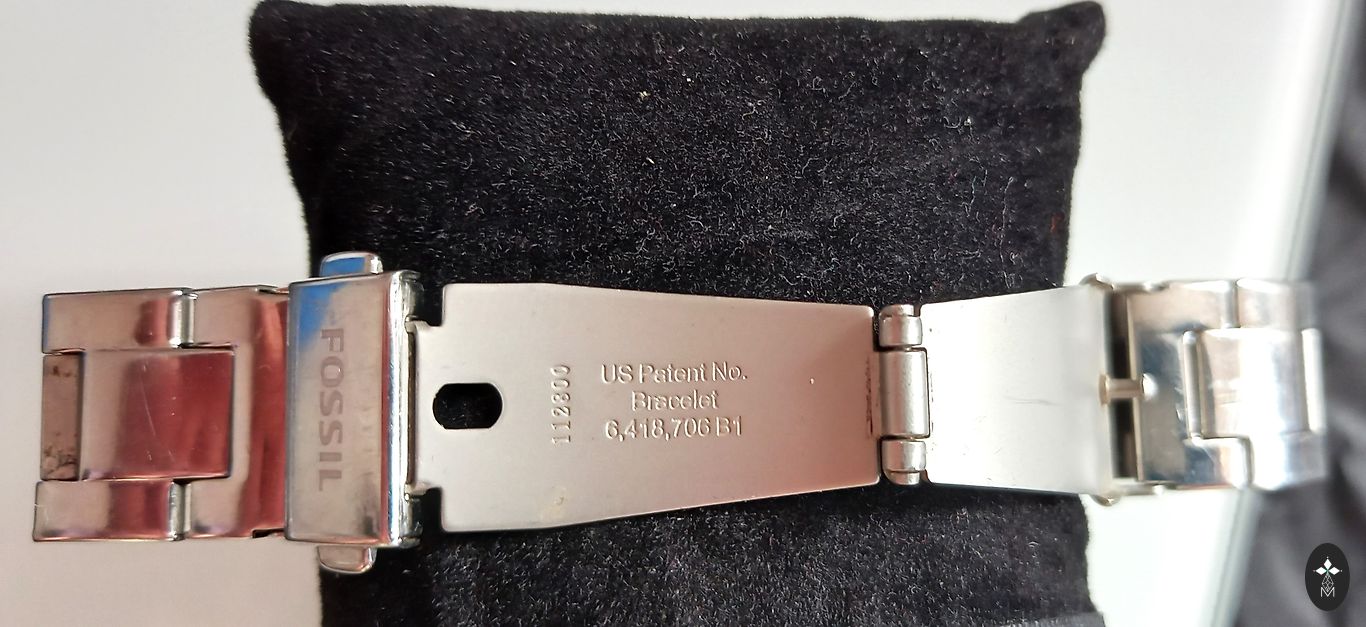 FOSSIL
112800
US Patent No.
Bracelet
6,418,706 B1
M